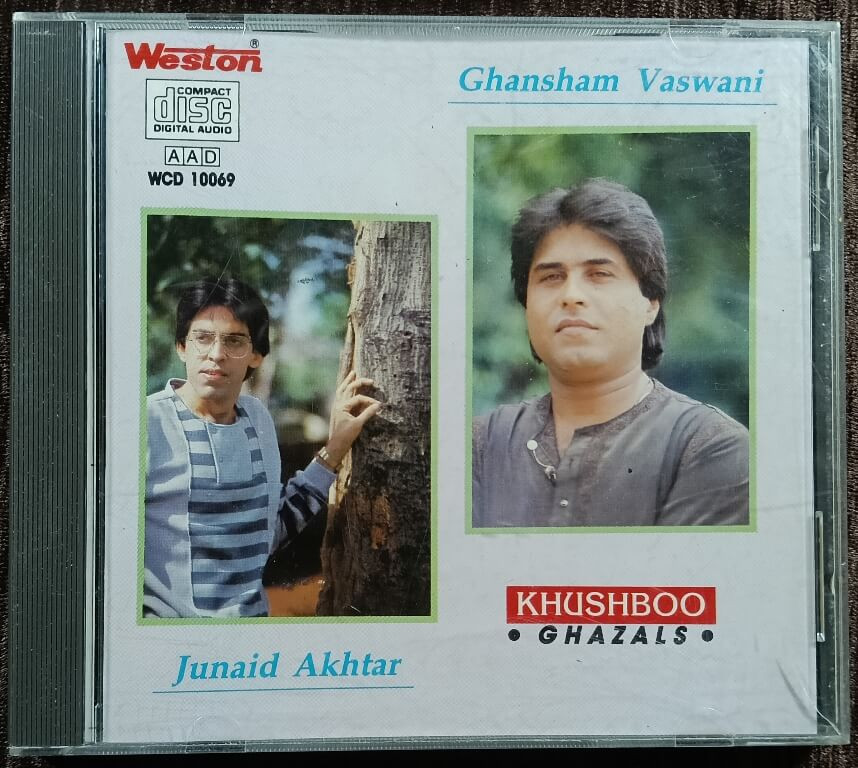 Weston®
COMPACT
disc
DIGITAL AUDIO
AAD
WCD 10069
Ghansham Vaswani
Junaid Akhtar
KHUSHBOO
• GHAZALS •